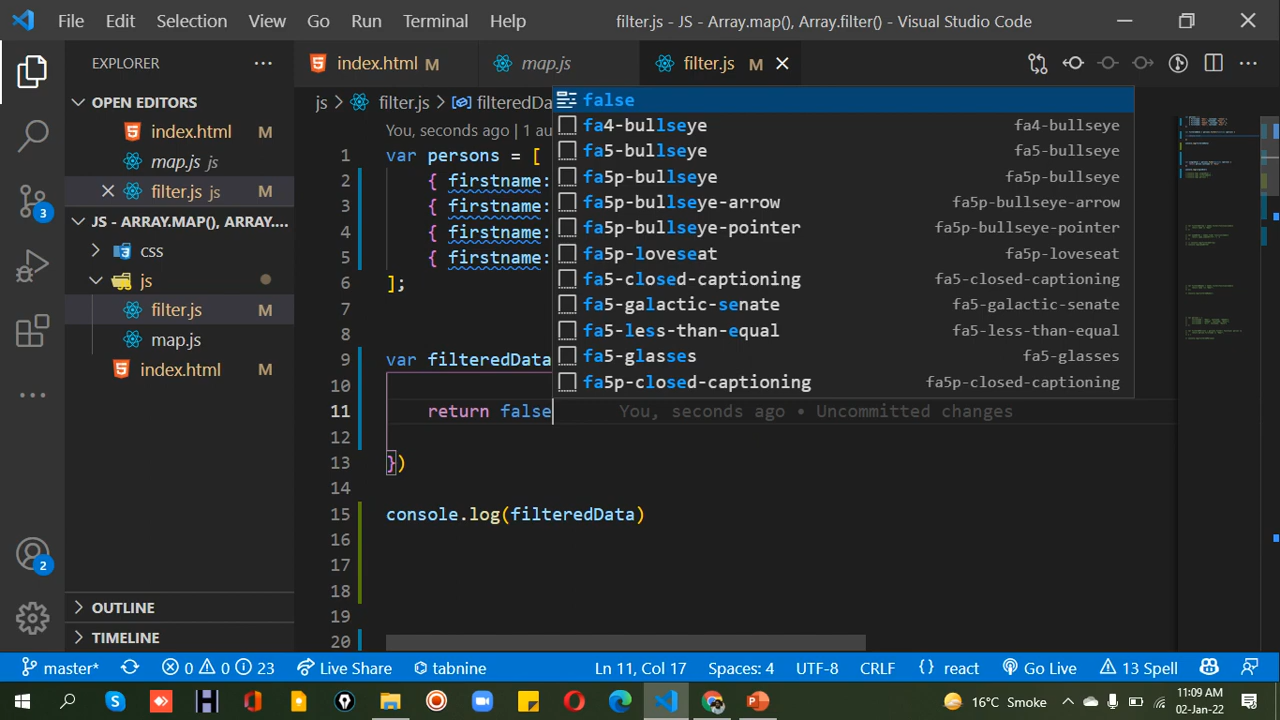 File Edit Selection View Go Run Terminal Help filter.js - JS - Array.map(), Array.filter() - Visual Studio Code
EXPLORER
OPEN EDITORS
index.html M
map.js js
filter.js js M
JS - ARRAY.MAP(), ARRAY....
css
js
filter.js M
map.js
index.html M
OUTLINE
TIMELINE
3
2
index.html M map.js filter.js M
js > filter.js > filteredDa
You, seconds ago | 1 au
1 var persons = [
2 { firstname:
3 { firstname:
4 { firstname:
5 { firstname:
6 ];
7
8
9 var filteredData
10
11 return false You, seconds ago • Uncommitted changes
12
13 })
14
15 console.log(filteredData)
16
17
18
19
20
false
fa4-bullseye fa4-bullseye
fa5-bullseye fa5-bullseye
fa5p-bullseye fa5p-bullseye
fa5p-bullseye-arrow fa5p-bullseye-arrow
fa5p-bullseye-pointer fa5p-bullseye-pointer
fa5p-loveseat fa5p-loveseat
fa5-closed-captioning fa5-closed-captioning
fa5-galactic-senate fa5-galactic-senate
fa5-less-than-equal fa5-less-than-equal
fa5-glasses fa5-glasses
fa5p-closed-captioning fa5p-closed-captioning
master* 0 0 23 Live Share tabnine Ln 11, Col 17 Spaces: 4 UTF-8 CRLF {} react Go Live 13 Spell
16°C Smoke 11:09 AM
02-Jan-22